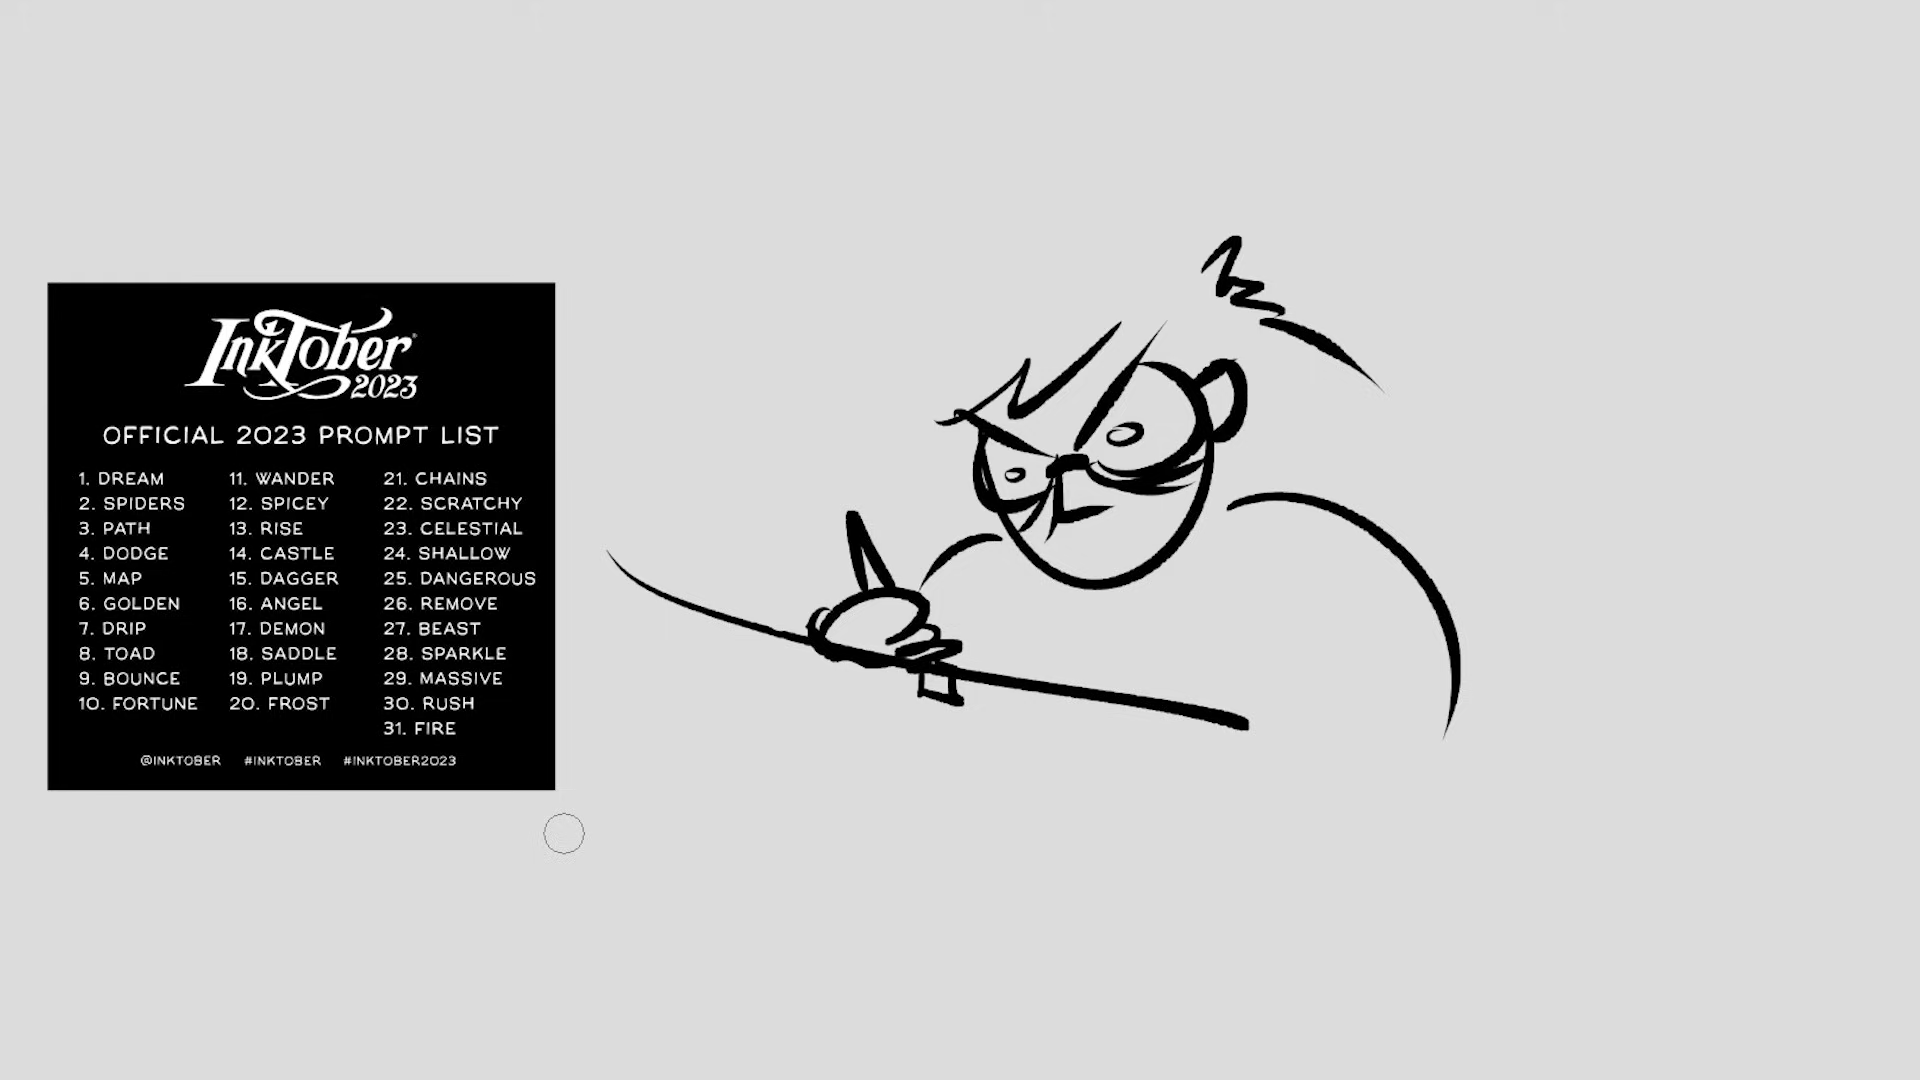 InkTober
2023
OFFICIAL 2023 PROMPT LIST
1. DREAM
2. SPIDERS
3. PATH
4. DODGE
5. MAP
6. GOLDEN
7. DRIP
8. TOAD
9. BOUNCE
10. FORTUNE
11. WANDER
12. SPICEY
13. RISE
14. CASTLE
15. DAGGER
16. ANGEL
17. DEMON
18. SADDLE
19. PLUMP
20. FROST
21. CHAINS
22. SCRATCHY
23. CELESTIAL
24. SHALLOW
25. DANGEROUS
26. REMOVE
27. BEAST
28. SPARKLE
29. MASSIVE
30. RUSH
31. FIRE
@INKTOBER #INKTOBER #INKTOBER2023